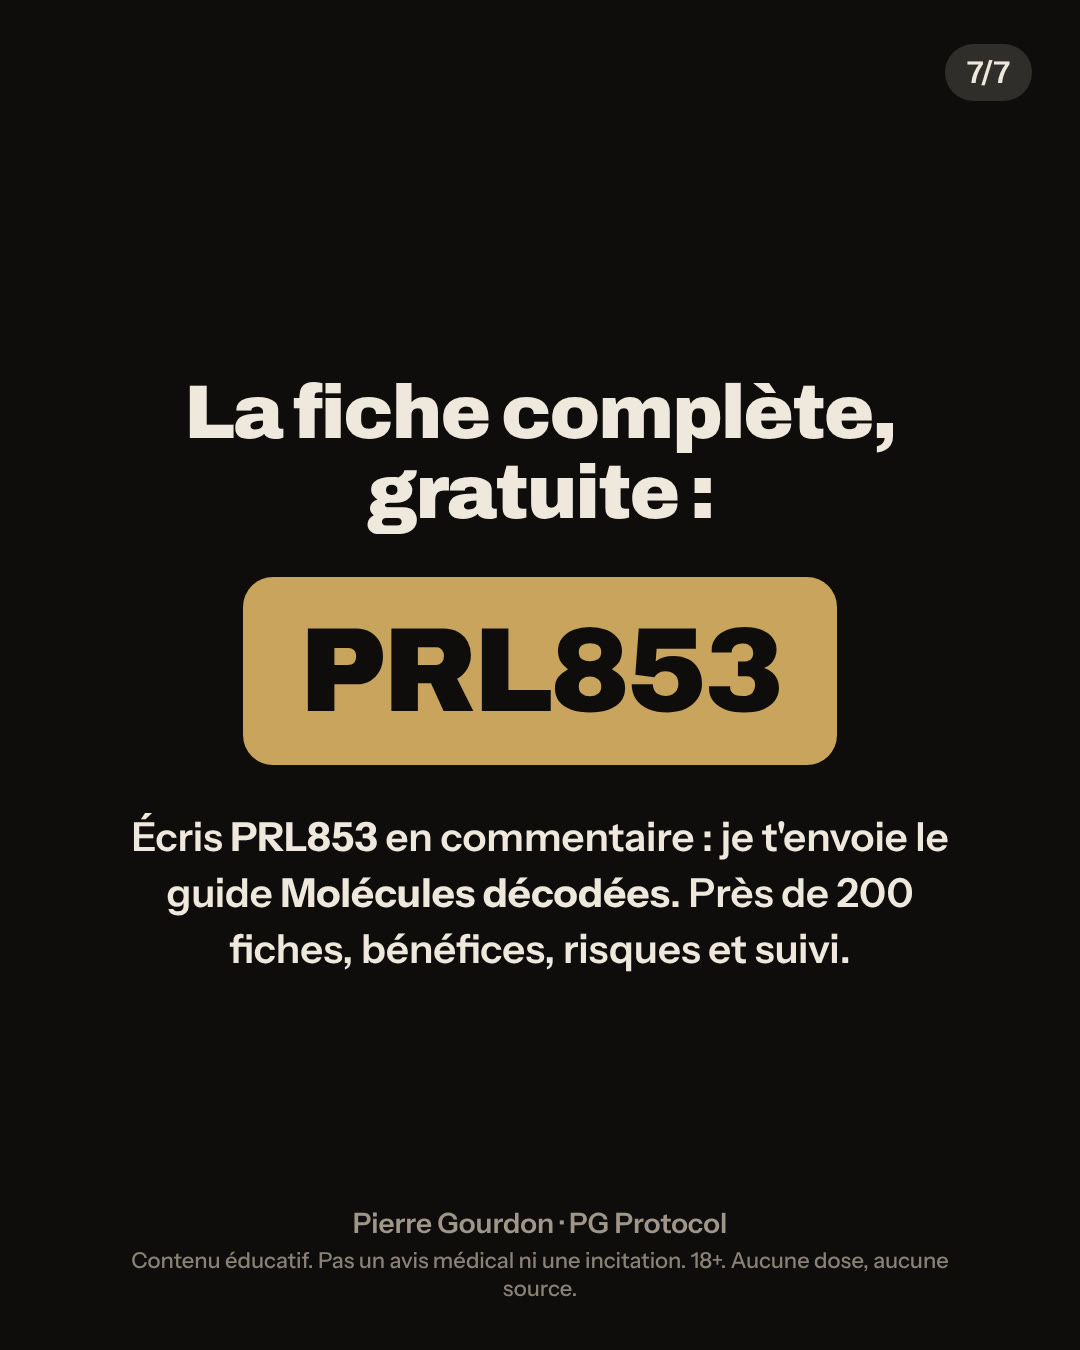 7/7
La fiche complète,
gratuite :
PRL853
Écris PRL853 en commentaire : je t'envoie le
guide Molécules décodées. Près de 200
fiches, bénéfices, risques et suivi.
Pierre Gourdon · PG Protocol
Contenu éducatif. Pas un avis médical ni une incitation. 18+. Aucune dose, aucune
source.